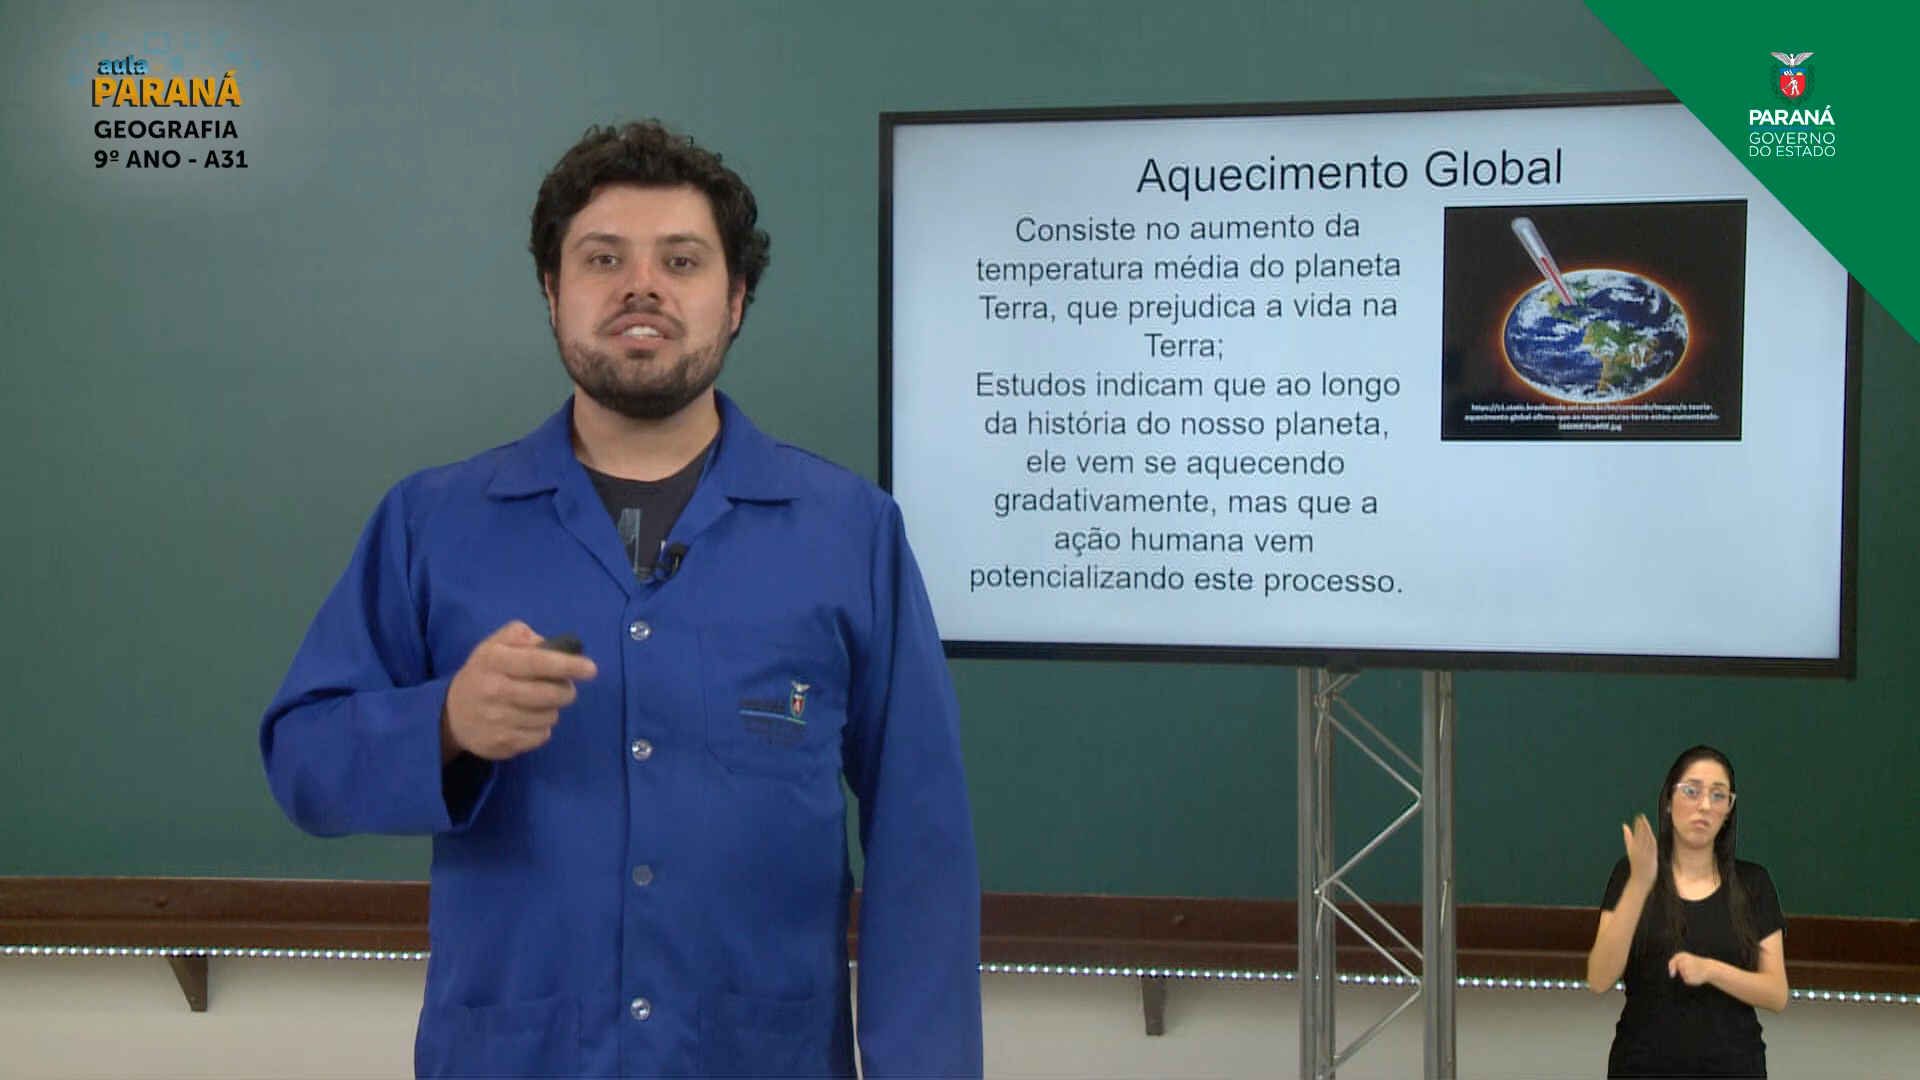 aula
PARANÁ
GEOGRAFIA
9º ANO - A31
PARANÁ
GOVERNO
DO ESTADO
Aquecimento Global
Consiste no aumento da
temperatura média do planeta
Terra, que prejudica a vida na
Terra;
Estudos indicam que ao longo
da história do nosso planeta,
ele vem se aquecendo
gradativamente, mas que a
ação humana vem
potencializando este processo.